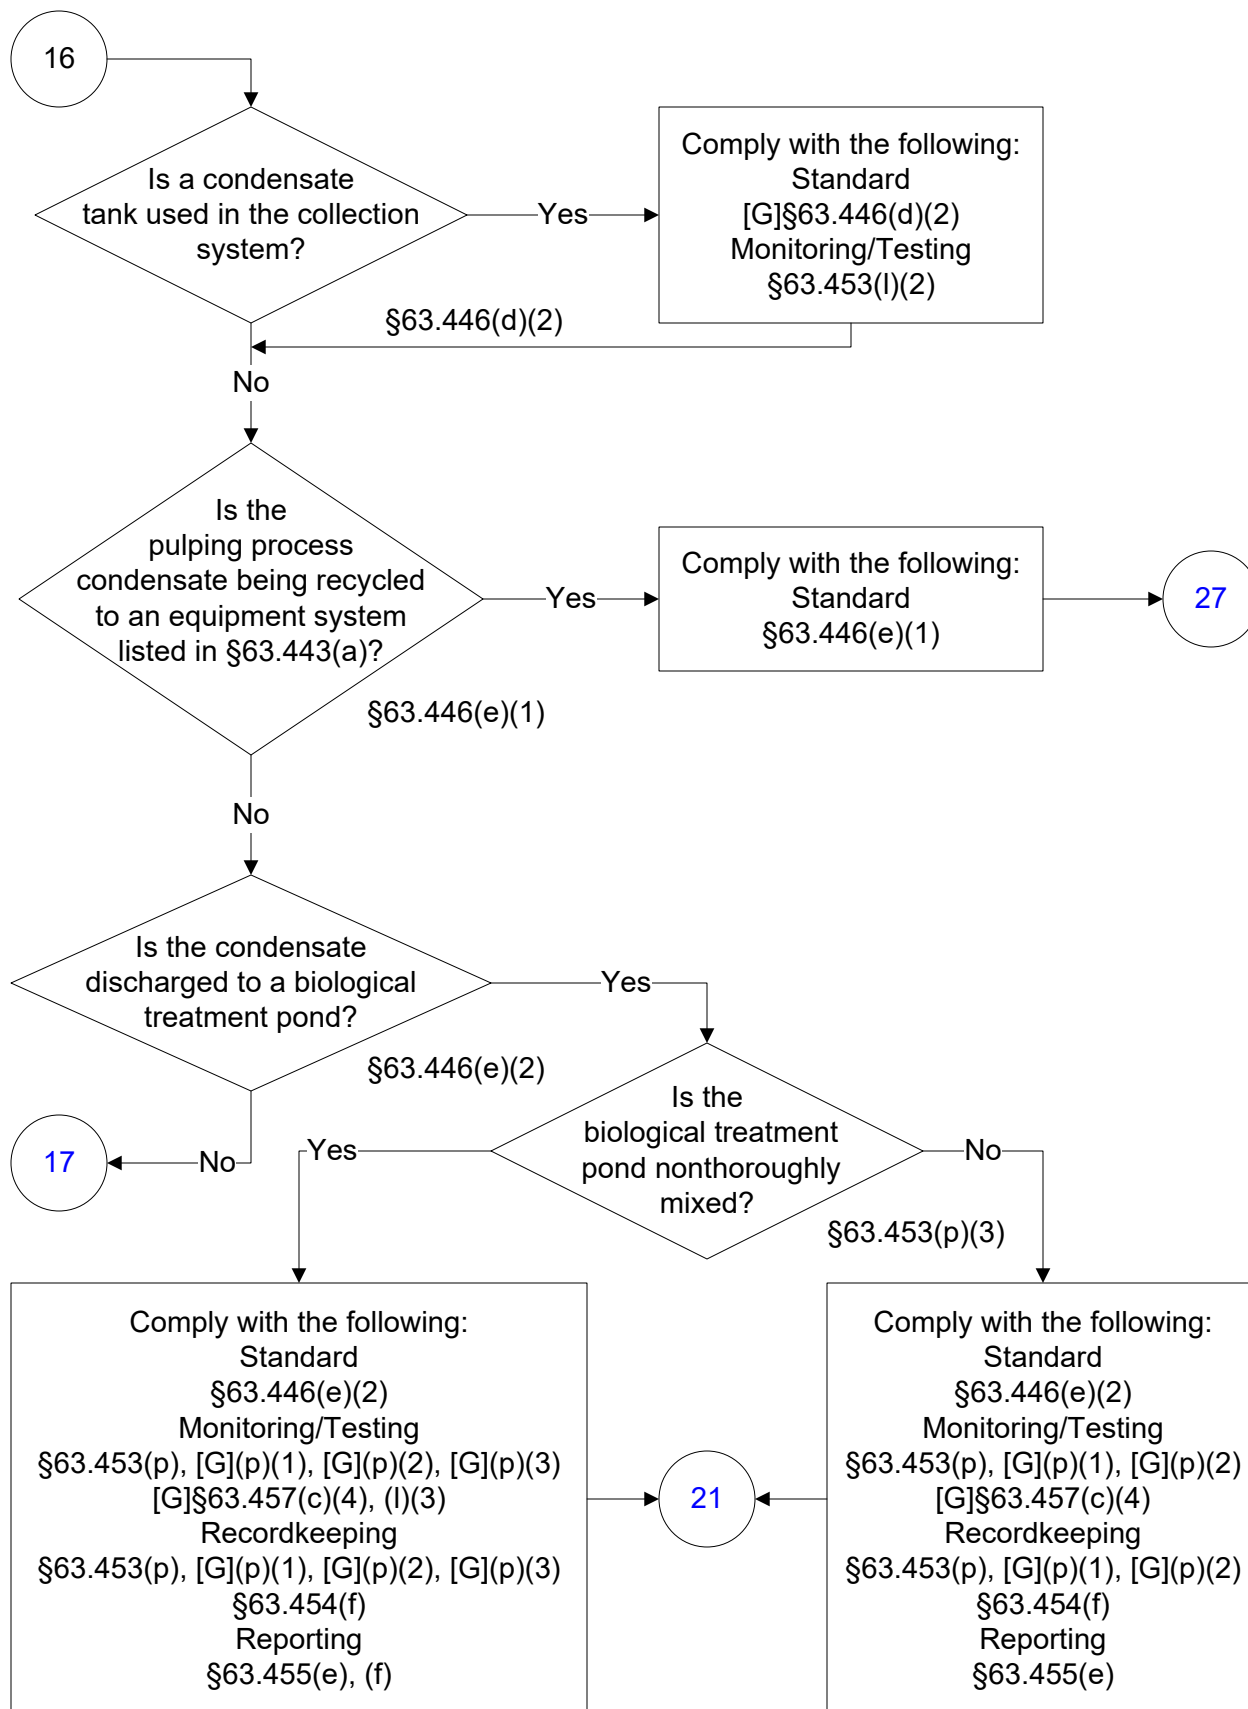 16
Is a condensate
tank used in the collection
system?
Yes
Comply with the following:
Standard
[G]§63.446(d)(2)
Monitoring/Testing
§63.453(l)(2)
§63.446(d)(2)
No
Is the
pulping process
condensate being recycled
to an equipment system
listed in §63.443(a)?
Yes
Comply with the following:
Standard
§63.446(e)(1)
27
§63.446(e)(1)
No
Is the condensate
discharged to a biological
treatment pond?
Yes
§63.446(e)(2)
No
17
Is the
biological treatment
pond nonthoroughly
mixed?
Yes
No
§63.453(p)(3)
Comply with the following:
Standard
§63.446(e)(2)
Monitoring/Testing
§63.453(p), [G](p)(1), [G](p)(2), [G](p)(3)
[G]§63.457(c)(4), (l)(3)
Recordkeeping
§63.453(p), [G](p)(1), [G](p)(2), [G](p)(3)
§63.454(f)
Reporting
§63.455(e), (f)
21
Comply with the following:
Standard
§63.446(e)(2)
Monitoring/Testing
§63.453(p), [G](p)(1), [G](p)(2)
[G]§63.457(c)(4)
Recordkeeping
§63.453(p), [G](p)(1), [G](p)(2)
§63.454(f)
Reporting
§63.455(e)